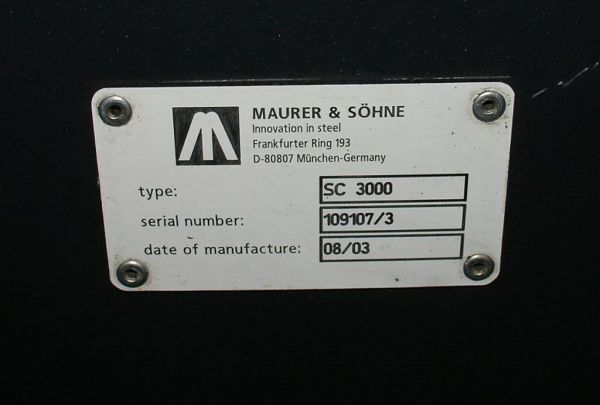 MAURER & SÖHNE
Innovation in steel
Frankfurter Ring 193
D-80807 München-Germany
type: SC 3000
serial number: 109107/3
date of manufacture: 08/03